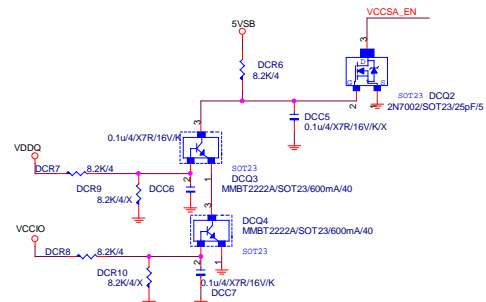 VCCSA_EN
5VSB
3
D
DCR6
8.2K/4
G
S
SOT23
DCQ2
2
1
2N7002/SOT23/25pF/5
3
DCC5
0.1u/4/X7R/16V/K/X
0.1u/4/X7R/16V/K
SOT23
VDDQ
DCQ3
MMBT2222A/SOT23/600mA/40
DCR7
8.2K/4
2
1
DCR9
8.2K/4/X
DCC6
3
DCQ4
MMBT2222A/SOT23/600mA/40
VCCIO
SOT23
DCR8
8.2K/4
2
1
DCR10
8.2K/4/X
0.1u/4/X7R/16V/K
DCC7